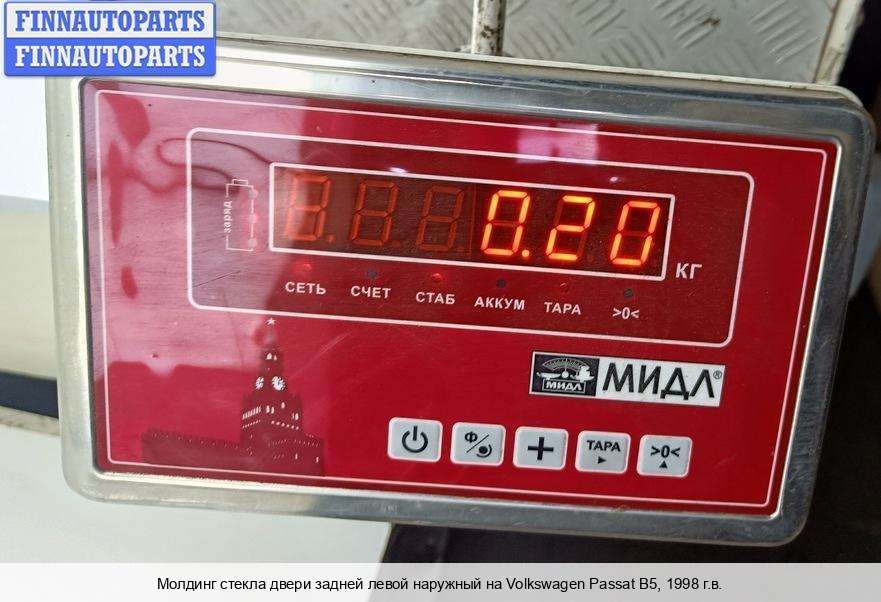 FINNAUTOPARTS
FINNAUTOPARTS
заряд
0.20
КГ
СЕТЬ СЧЕТ СТАБ АККУМ ТАРА >0<
МИДЛ МИДЛ®
Ф + ТАРА >0<
Молдинг стекла двери задней левой наружный на Volkswagen Passat B5, 1998 г.в.